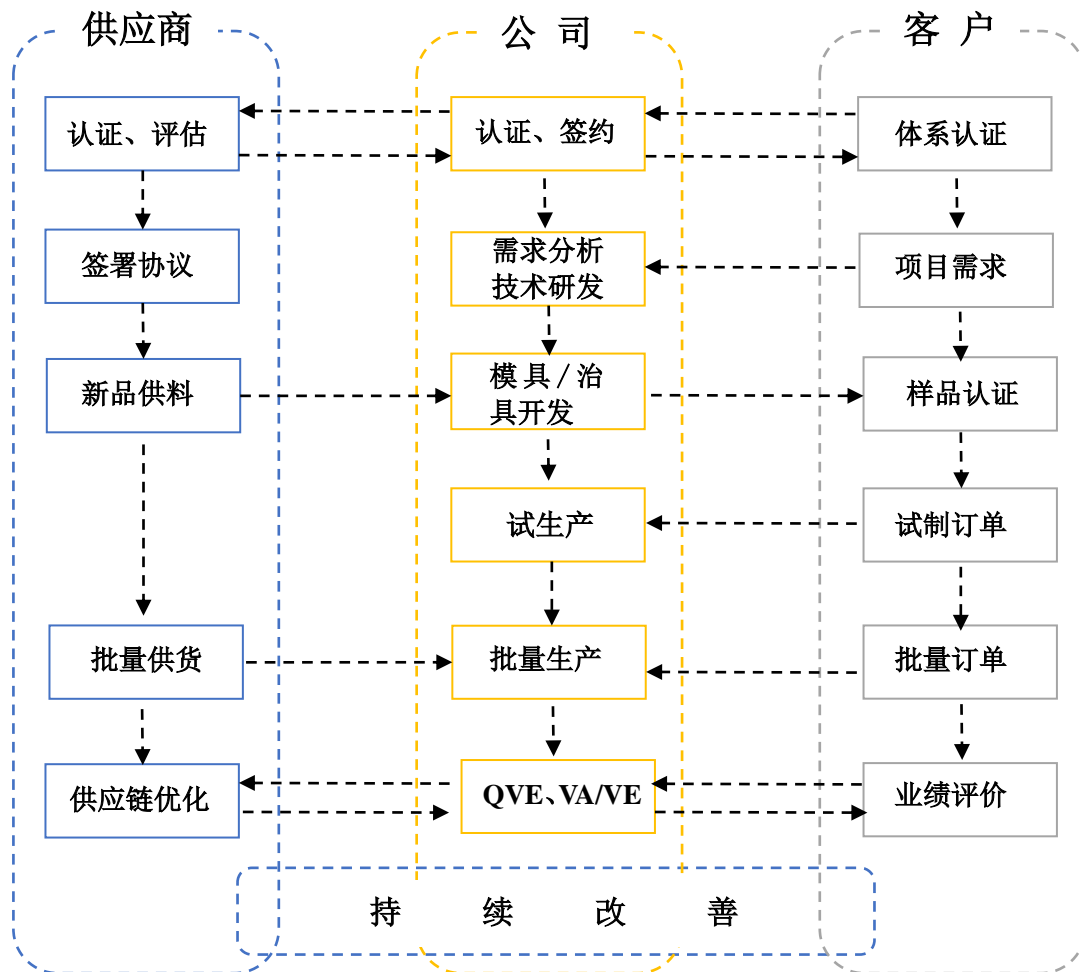 供应商
公司
客户
认证、评估
认证、签约
体系认证
签署协议
需求分析
技术研发
项目需求
新品供料
模具/治
具开发
样品认证
试生产
试制订单
批量供货
批量生产
批量订单
供应链优化
QVE、VA/VE
业绩评价
持续改善